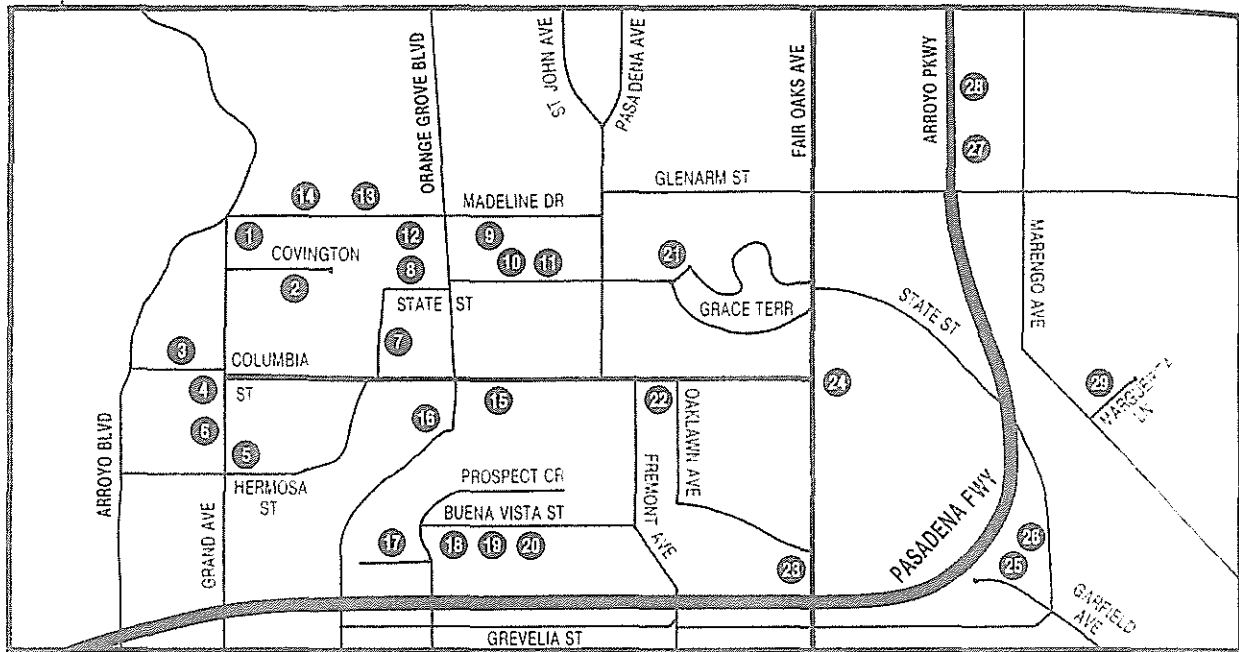 ST JOHN AVE
PASADENA AVE
ORANGE GROVE BLVD
FAIR OAKS AVE
ARROYO PKWY
28
27
GLENARM ST
14
13
MADELINE DR
1
12
9
COVINGTON
10
11
21
8
2
STATE ST
GRACE TERR
STATE ST
MARENGO AVE
7
3
COLUMBIA
ST
4
24
29
MARGUERITA
LN
15
22
16
OAKLAWN AVE
6
5
ARROYO BLVD
HERMOSA
ST
PROSPECT CR
FREMONT AVE
BUENA VISTA ST
GRAND AVE
17
18
19
20
PASADENA FWY
26
25
23
GARFIELD
AVE
GREVELIA ST